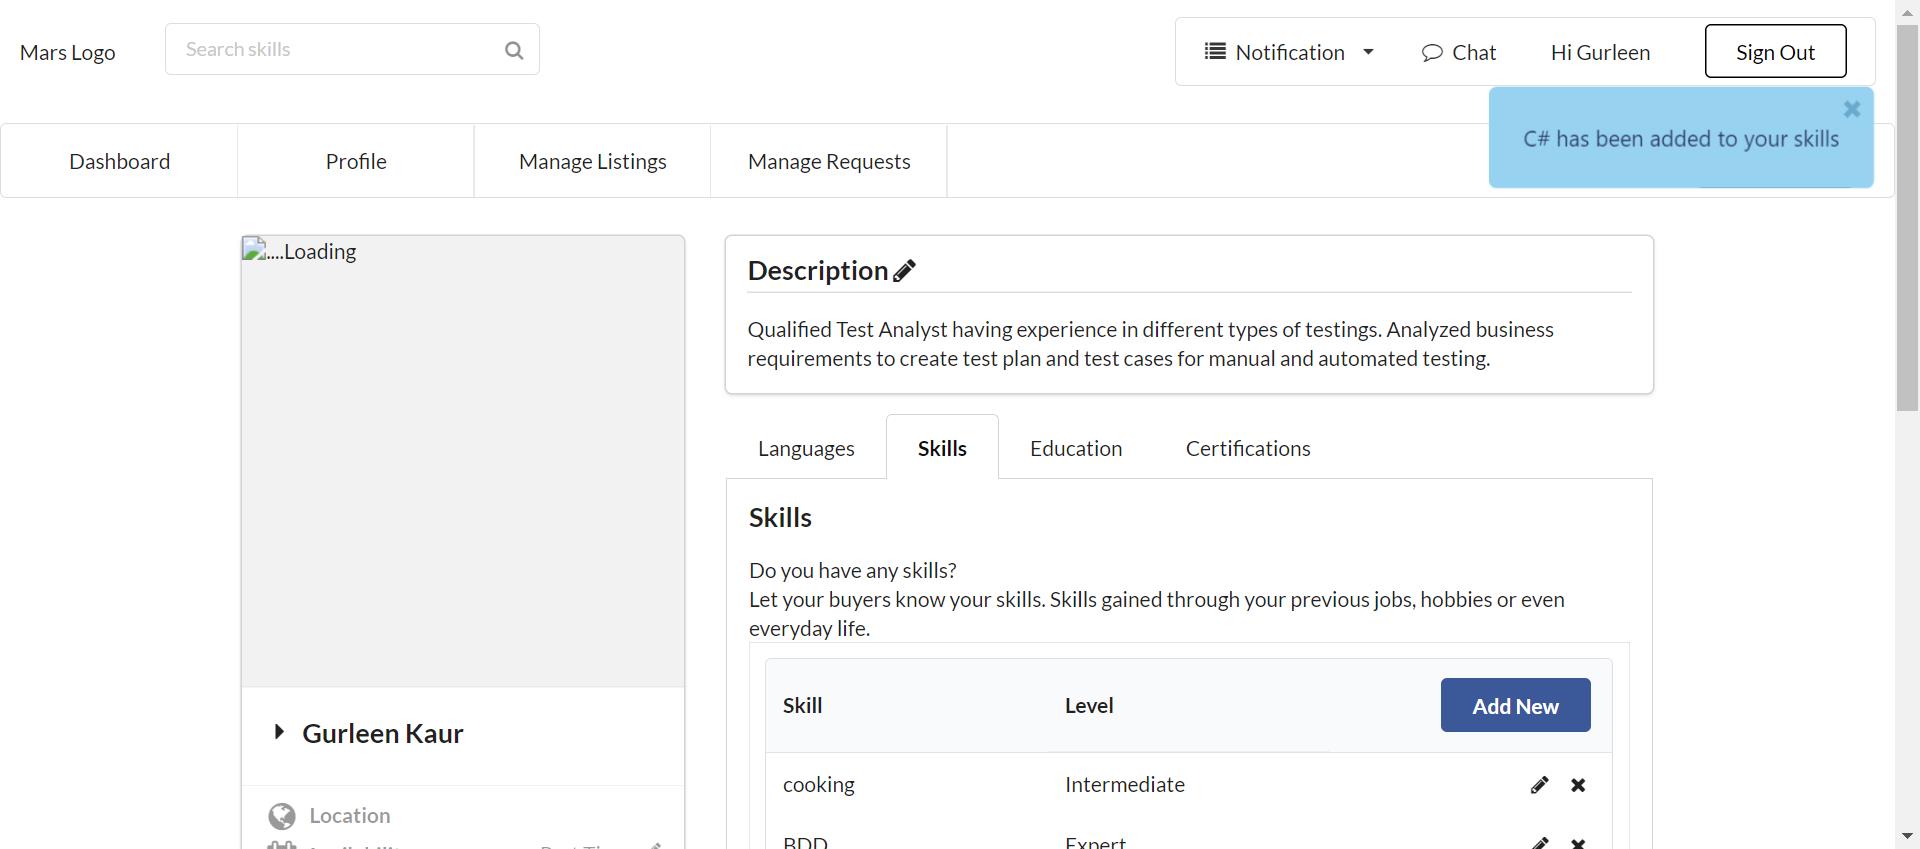 Mars Logo
Search skills
Notification
Chat
Hi Gurleen
Sign Out
C# has been added to your skills
Dashboard
Profile
Manage Listings
Manage Requests
....Loading
Description
Qualified Test Analyst having experience in different types of testings. Analyzed business
requirements to create test plan and test cases for manual and automated testing.
Languages
Skills
Education
Certifications
Skills
Do you have any skills?
Let your buyers know your skills. Skills gained through your previous jobs, hobbies or even
everyday life.
Skill
Level
Add New
cooking
Intermediate
BDD
Expert
Gurleen Kaur
Location